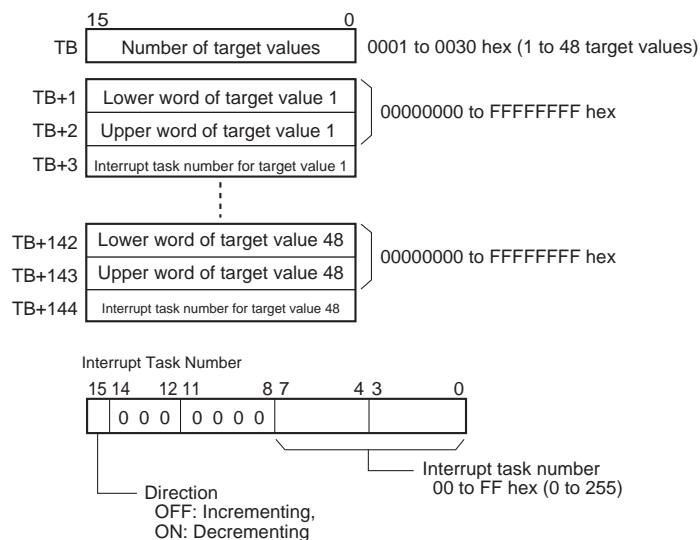 15 0
TB Number of target values 0001 to 0030 hex (1 to 48 target values)
TB+1 Lower word of target value 1
00000000 to FFFFFFFF hex
TB+2 Upper word of target value 1
TB+3 Interrupt task number for target value 1
TB+142 Lower word of target value 48
00000000 to FFFFFFFF hex
TB+143 Upper word of target value 48
TB+144 Interrupt task number for target value 48
Interrupt Task Number
15 14 12 11 8 7 4 3 0
0 0 0 0 0 0 0
Interrupt task number
00 to FF hex (0 to 255)
Direction
OFF: Incrementing,
ON: Decrementing